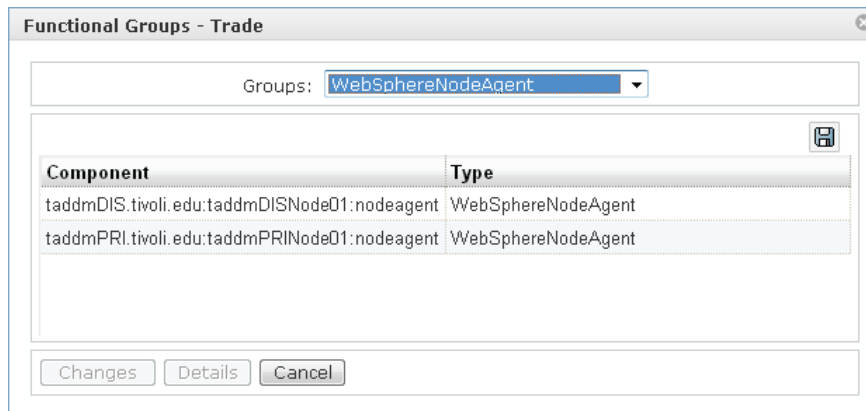 Functional Groups - Trade
Groups: WebSphereNodeAgent
Component Type
taddmDIS.tivoli.edu:taddmDISNode01:nodeagent WebSphereNodeAgent
taddmPRI.tivoli.edu:taddmPRINode01:nodeagent WebSphereNodeAgent
Changes Details Cancel